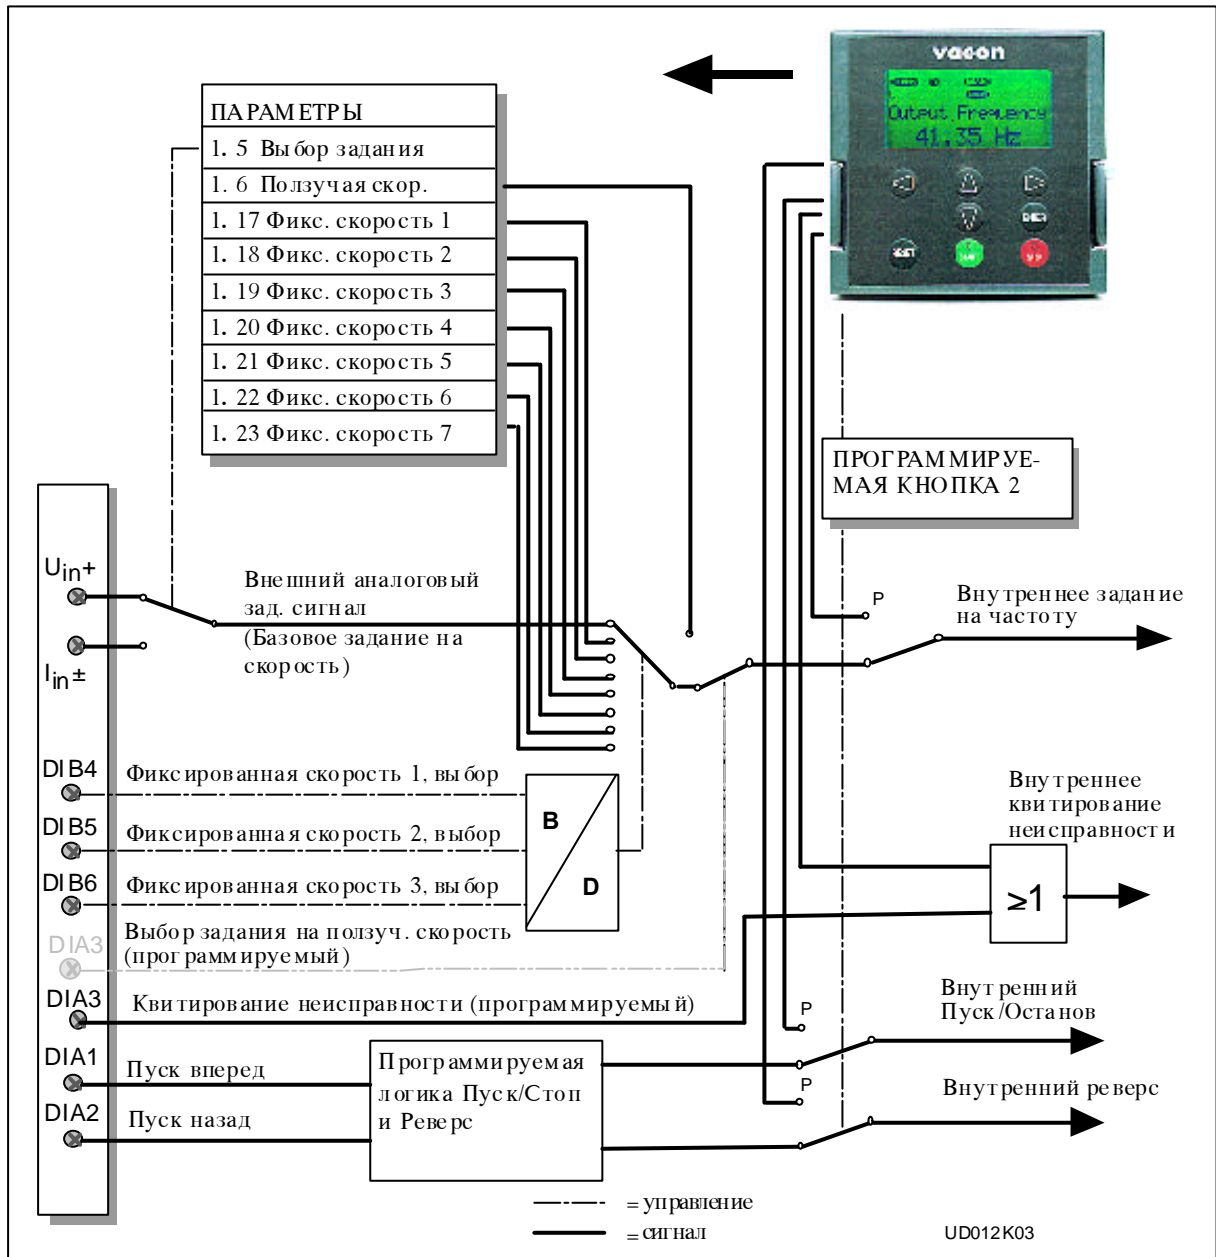 vacon
Output Frequency
41.35 Hz
RESET
ENTER
ПАРАМЕТРЫ
1. 5 Выбор задания
1. 6 Ползучая скор.
1. 17 Фикс. скорость 1
1. 18 Фикс. скорость 2
1. 19 Фикс. скорость 3
1. 20 Фикс. скорость 4
1. 21 Фикс. скорость 5
1. 22 Фикс. скорость 6
1. 23 Фикс. скорость 7
ПРОГРАММИРУЕ-
МАЯ КНОПКА 2
Uin+
Iin±
Внешний аналоговый
зад. сигнал
(Базовое задание на
скорость)
P
Внутреннее задание
на частоту
DIB4
Фиксированная скорость 1, выбор
DIB5
Фиксированная скорость 2, выбор
DIB6
Фиксированная скорость 3, выбор
B
D
Внутреннее
квитирование
неисправности
≥1
DIA3
Выбор задания на ползуч. скорость
(программируемый)
DIA3
Квитирование неисправности (программируемый)
P
Внутренний
Пуск/Останов
DIA1
Пуск вперед
DIA2
Пуск назад
Программируемая
логика Пуск/Стоп
и Реверс
P
Внутренний реверс
= управление
= сигнал
UD012K03